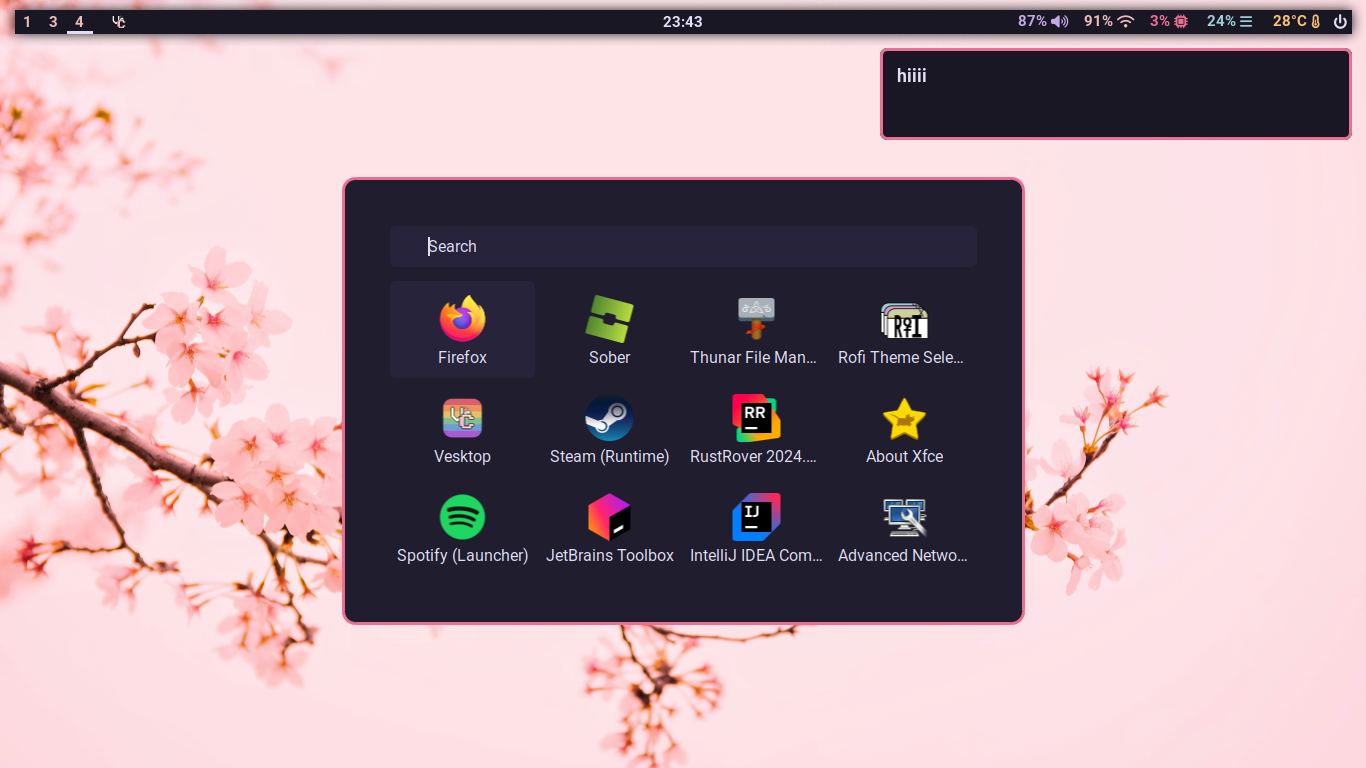 1 3 4 VC 23:43 87% 91% 3% 24% 28°C
hiiii
Search
Firefox Sober Thunar File Man... Rofi Theme Sele...
Vesktop Steam (Runtime) RustRover 2024.... About Xfce
Spotify (Launcher) JetBrains Toolbox IntelliJ IDEA Com... Advanced Netwo...